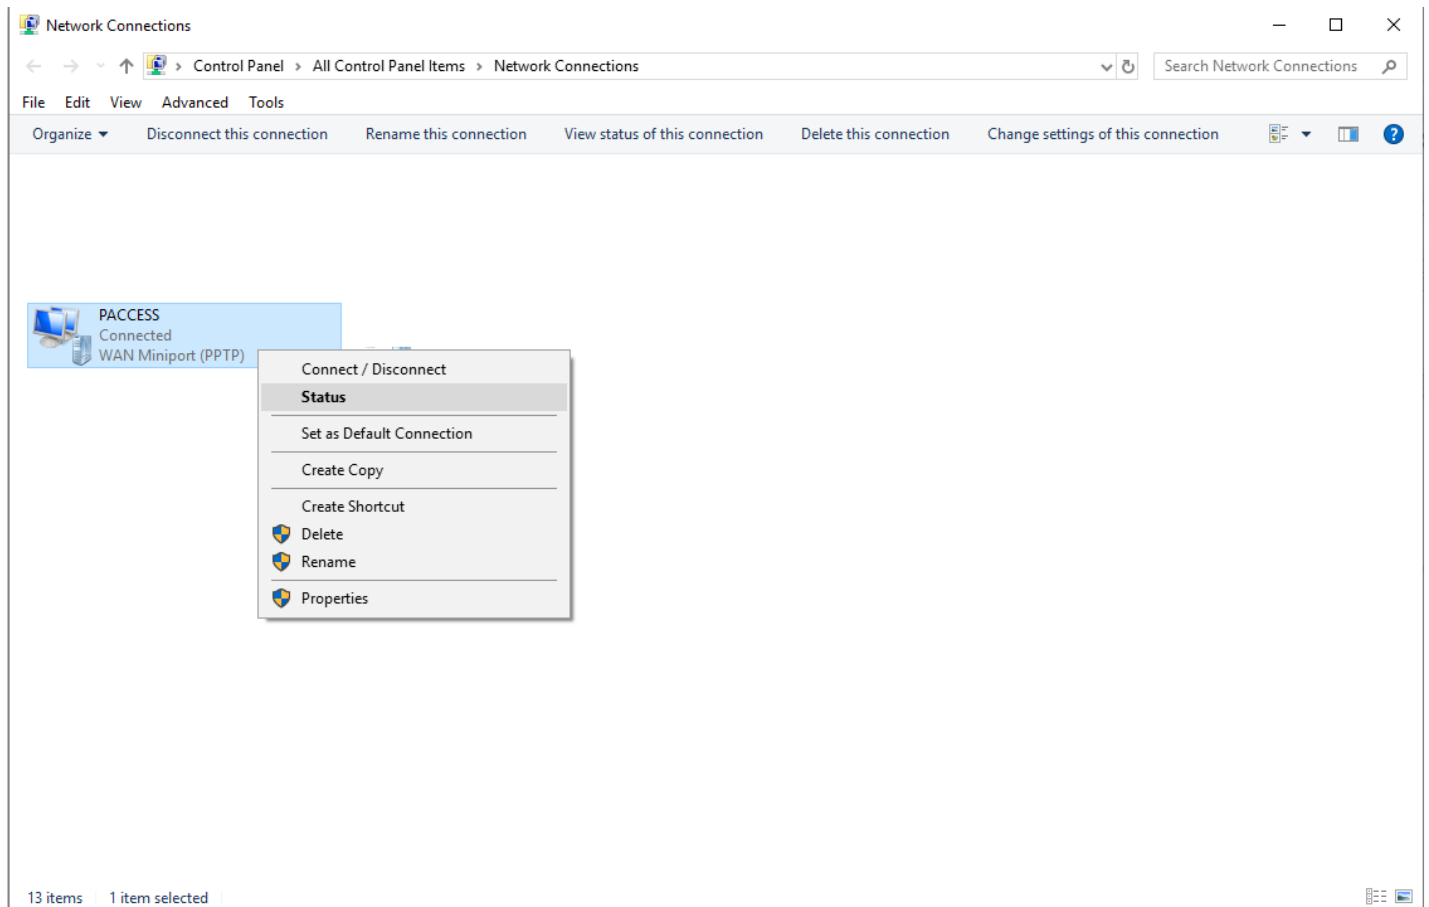 Network Connections
Control Panel > All Control Panel Items > Network Connections
Search Network Connections
File Edit View Advanced Tools
Organize Disconnect this connection Rename this connection View status of this connection Delete this connection Change settings of this connection ?
PACCESS
Connected
WAN Miniport (PPTP)
Connect / Disconnect
Status
Set as Default Connection
Create Copy
Create Shortcut
Delete
Rename
Properties
13 items 1 item selected